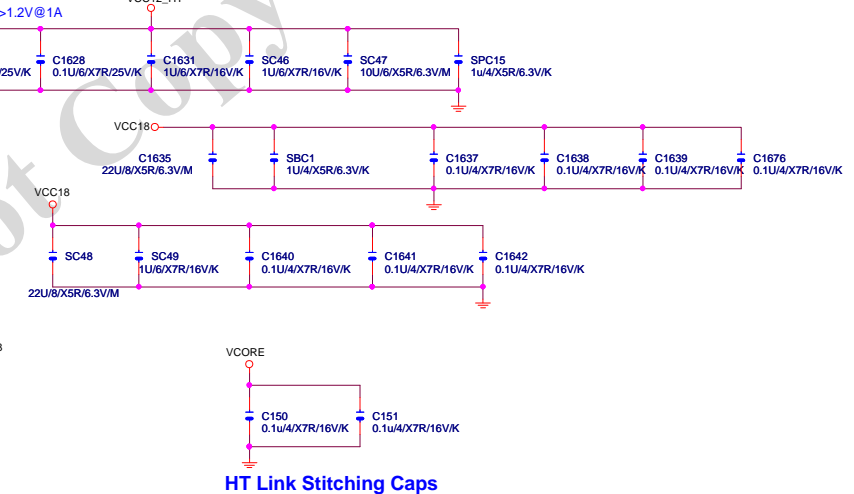 >1.2V@1A
C1628
C1631
SC46
SC47
SPC15
25V/K
0.1U/6/X7R/25V/K
1U/6/X7R/16V/K
1U/6/X7R/16V/K
10U/6/X5R/6.3V/M
1u/4/X5R/6.3V/K
VCC18
C1635
SBC1
C1637
C1638
C1639
C1676
22U/8/X5R/6.3V/M
1U/4/X5R/6.3V/K
0.1U/4/X7R/16V/K
0.1U/4/X7R/16V/K
0.1U/4/X7R/16V/K
0.1U/4/X7R/16V/K
VCC18
SC48
SC49
C1640
C1641
C1642
1U/6/X7R/16V/K
0.1U/4/X7R/16V/K
0.1U/4/X7R/16V/K
0.1U/4/X7R/16V/K
22U/8/X5R/6.3V/M
VCORE
C150
C151
0.1u/4/X7R/16V/K
0.1u/4/X7R/16V/K
HT Link Stitching Caps
ot Copy